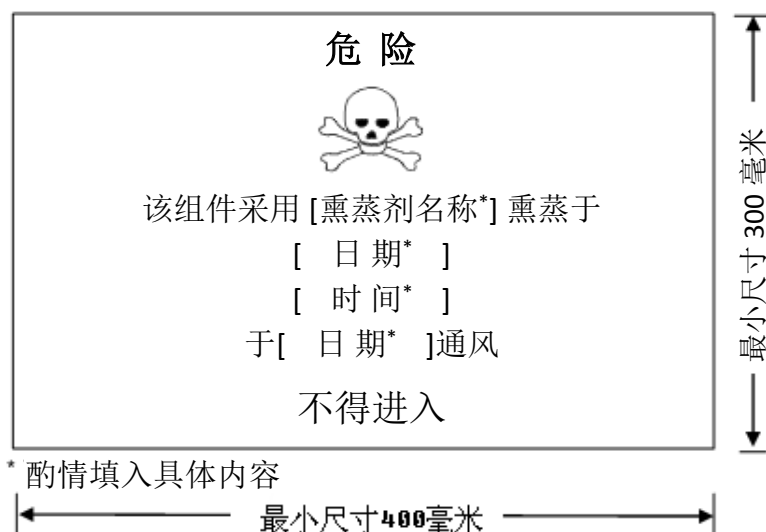 危 险
该组件采用 [熏蒸剂名称*] 熏蒸于
[ 日 期* ]
[ 时 间* ]
于[ 日 期* ]通风
不得进入
最小尺寸 300 毫米
* 酌情填入具体内容
最小尺寸400毫米